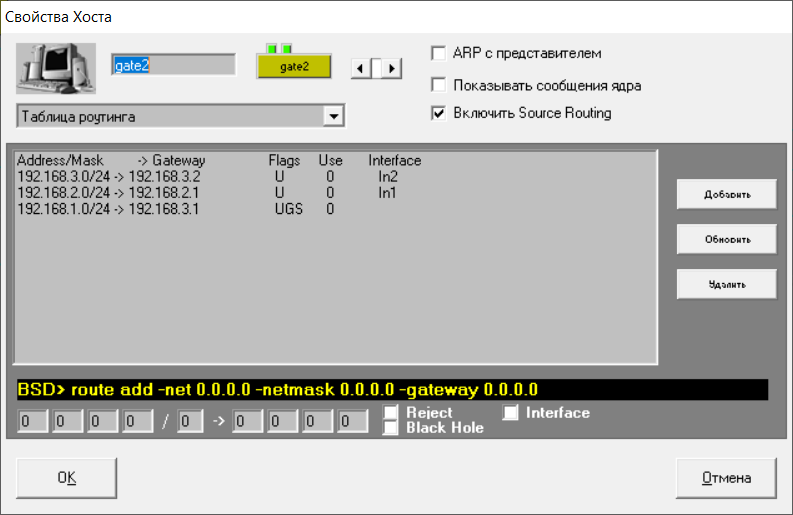 Свойства Хоста
gate2
gate2
ARP с представителем
Показывать сообщения ядра
Включить Source Routing
Таблица роутинга
Address/Mask -> Gateway Flags Use Interface
192.168.3.0/24 -> 192.168.3.2 U 0 In2
192.168.2.0/24 -> 192.168.2.1 U 0 In1
192.168.1.0/24 -> 192.168.3.1 UGS 0
Добавить
Обновить
Удалить
BSD> route add -net 0.0.0.0 -netmask 0.0.0.0 -gateway 0.0.0.0
0 0 0 0 / 0 -> 0 0 0 0
Reject
Interface
Black Hole
OK
Отмена